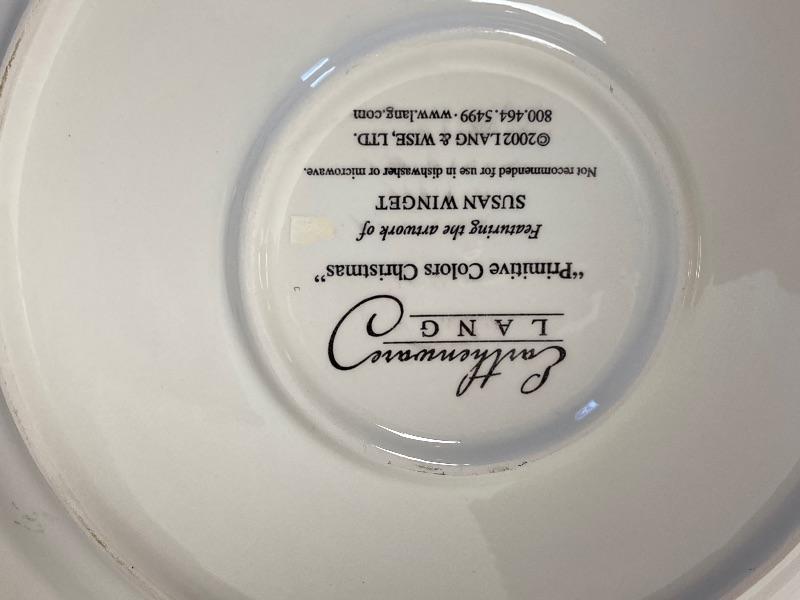 Earthenware
LANG
"Primitive Colors Christmas"
Featuring the artwork of
SUSAN WINGET
Not recommended for use in dishwasher or microwave.
©2002 LANG & WISE, LTD.
800.464.5499 · www.lang.com